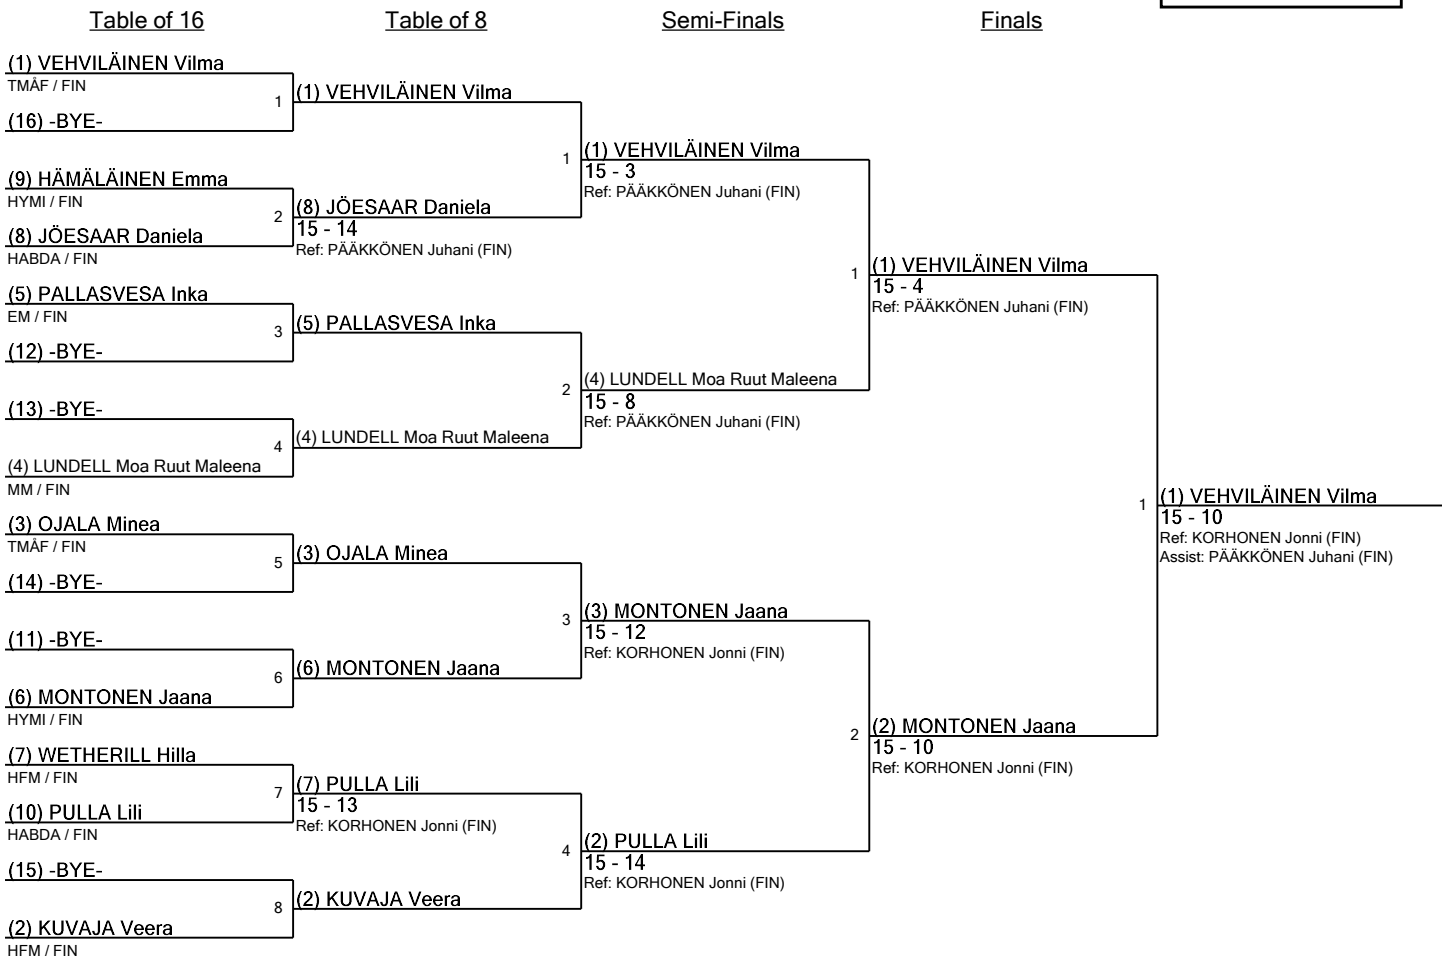 Table of 16
Table of 8
Semi-Finals
Finals
(1) VEHVILÄINEN Vilma
TMÅF / FIN
1
(16) -BYE-
(9) HÄMÄLÄINEN Emma
HYMI / FIN
2
(8) JÖESAAR Daniela
HABDA / FIN
(5) PALLASVESA Inka
EM / FIN
3
(12) -BYE-
(13) -BYE-
4
(4) LUNDELL Moa Ruut Maleena
MM / FIN
(3) OJALA Minea
TMÅF / FIN
5
(14) -BYE-
(11) -BYE-
6
(6) MONTONEN Jaana
HYMI / FIN
(7) WETHERILL Hilla
HFM / FIN
7
(10) PULLA Lili
HABDA / FIN
(15) -BYE-
8
(2) KUVAJA Veera
HFM / FIN
(1) VEHVILÄINEN Vilma
1
(8) JÖESAAR Daniela
15 - 14
Ref: PÄÄKKÖNEN Juhani (FIN)
(5) PALLASVESA Inka
2
(4) LUNDELL Moa Ruut Maleena
(3) OJALA Minea
3
(6) MONTONEN Jaana
(7) PULLA Lili
15 - 13
Ref: KORHONEN Jonni (FIN)
4
(2) KUVAJA Veera
(1) VEHVILÄINEN Vilma
15 - 3
Ref: PÄÄKKÖNEN Juhani (FIN)
1
(4) LUNDELL Moa Ruut Maleena
15 - 8
Ref: PÄÄKKÖNEN Juhani (FIN)
(3) MONTONEN Jaana
15 - 12
Ref: KORHONEN Jonni (FIN)
2
(2) PULLA Lili
15 - 14
Ref: KORHONEN Jonni (FIN)
(1) VEHVILÄINEN Vilma
15 - 4
Ref: PÄÄKKÖNEN Juhani (FIN)
1
(2) MONTONEN Jaana
15 - 10
Ref: KORHONEN Jonni (FIN)
(1) VEHVILÄINEN Vilma
15 - 10
Ref: KORHONEN Jonni (FIN)
Assist: PÄÄKKÖNEN Juhani (FIN)